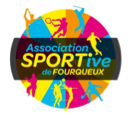 Association
SPORTive
de FOURQUEUX